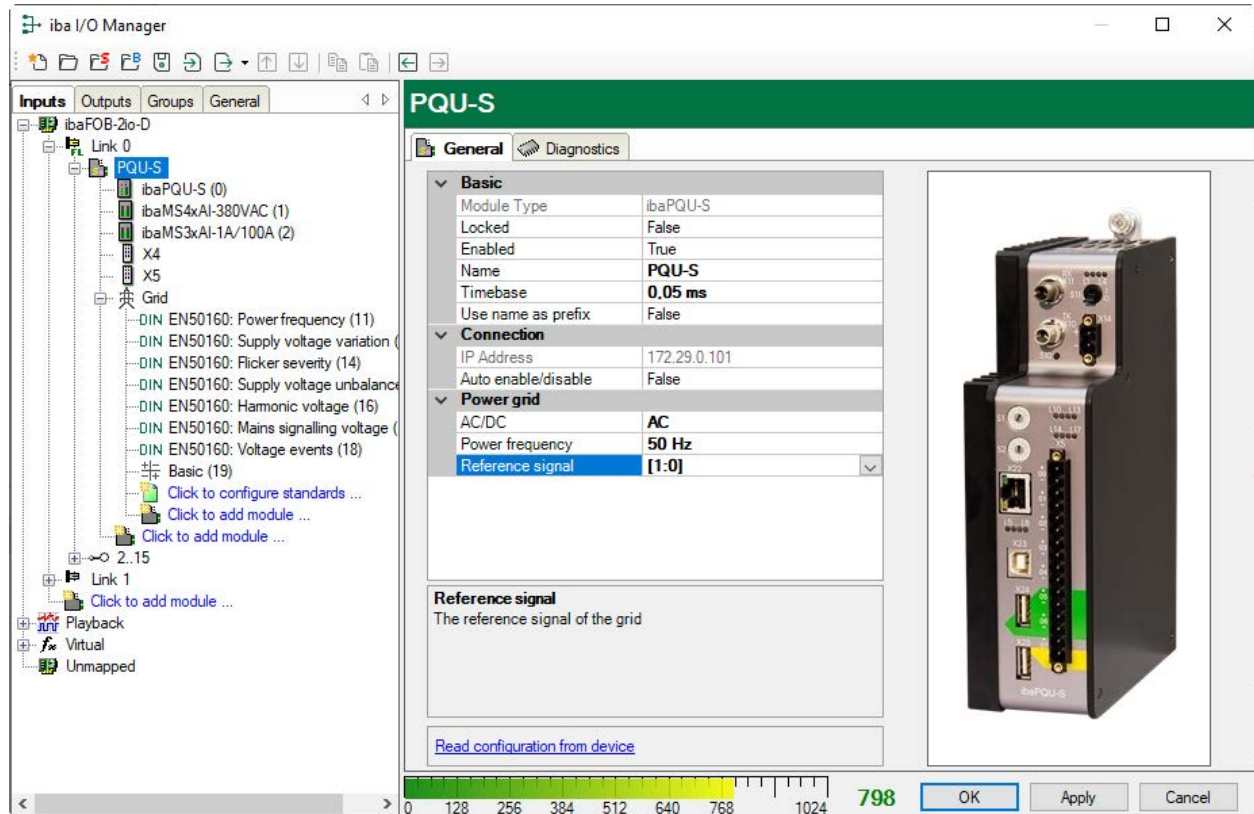 iba I/O Manager
Inputs Outputs Groups General
ibaFOB-2io-D
Link 0
PQU-S
ibaPQU-S (0)
ibaMS4xAI-380VAC (1)
ibaMS3xAI-1A/100A (2)
X4
X5
Grid
DIN EN50160: Power frequency (11)
DIN EN50160: Supply voltage variation (
DIN EN50160: Flicker severity (14)
DIN EN50160: Supply voltage unbalance
DIN EN50160: Harmonic voltage (16)
DIN EN50160: Mains signalling voltage (
DIN EN50160: Voltage events (18)
Basic (19)
Click to configure standards ...
Click to add module ...
Click to add module ...
2..15
Link 1
Click to add module ...
Playback
Virtual
Unmapped
PQU-S
General Diagnostics
Basic
Module Type ibaPQU-S
Locked False
Enabled True
Name PQU-S
Timebase 0,05 ms
Use name as prefix False
Connection
IP Address 172.29.0.101
Auto enable/disable False
Power grid
AC/DC AC
Power frequency 50 Hz
Reference signal [1:0]
Reference signal
The reference signal of the grid
Read configuration from device
X22
X23
ibaPQU-S
0 128 256 384 512 640 768 1024
798
OK Apply Cancel